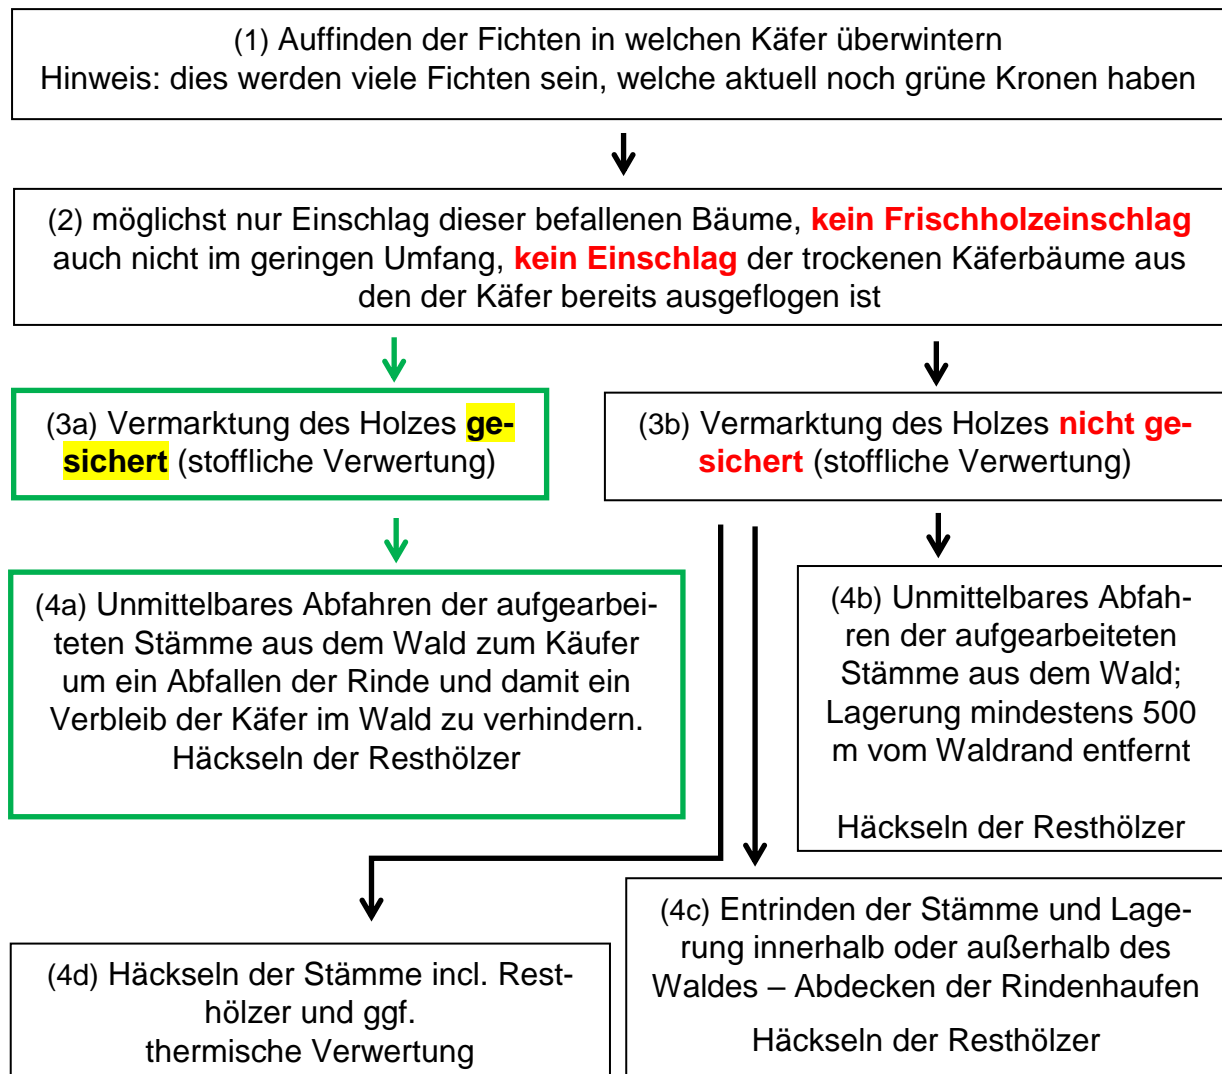 (1) Auffinden der Fichten in welchen Käfer überwintern
Hinweis: dies werden viele Fichten sein, welche aktuell noch grüne Kronen haben
(2) möglichst nur Einschlag dieser befallenen Bäume, kein Frischholzeinschlag
auch nicht im geringen Umfang, kein Einschlag der trockenen Käferbäume aus
den der Käfer bereits ausgeflogen ist
(3a) Vermarktung des Holzes ge-
sichert (stoffliche Verwertung)
(3b) Vermarktung des Holzes nicht ge-
sichert (stoffliche Verwertung)
(4a) Unmittelbares Abfahren der aufgearbei-
teten Stämme aus dem Wald zum Käufer
um ein Abfallen der Rinde und damit ein
Verbleib der Käfer im Wald zu verhindern.
Häckseln der Resthölzer
(4b) Unmittelbares Abfah-
ren der aufgearbeiteten
Stämme aus dem Wald;
Lagerung mindestens 500
m vom Waldrand entfernt
Häckseln der Resthölzer
(4c) Entrinden der Stämme und Lage-
rung innerhalb oder außerhalb des
Waldes – Abdecken der Rindenhaufen
Häckseln der Resthölzer
(4d) Häckseln der Stämme incl. Rest-
hölzer und ggf.
thermische Verwertung